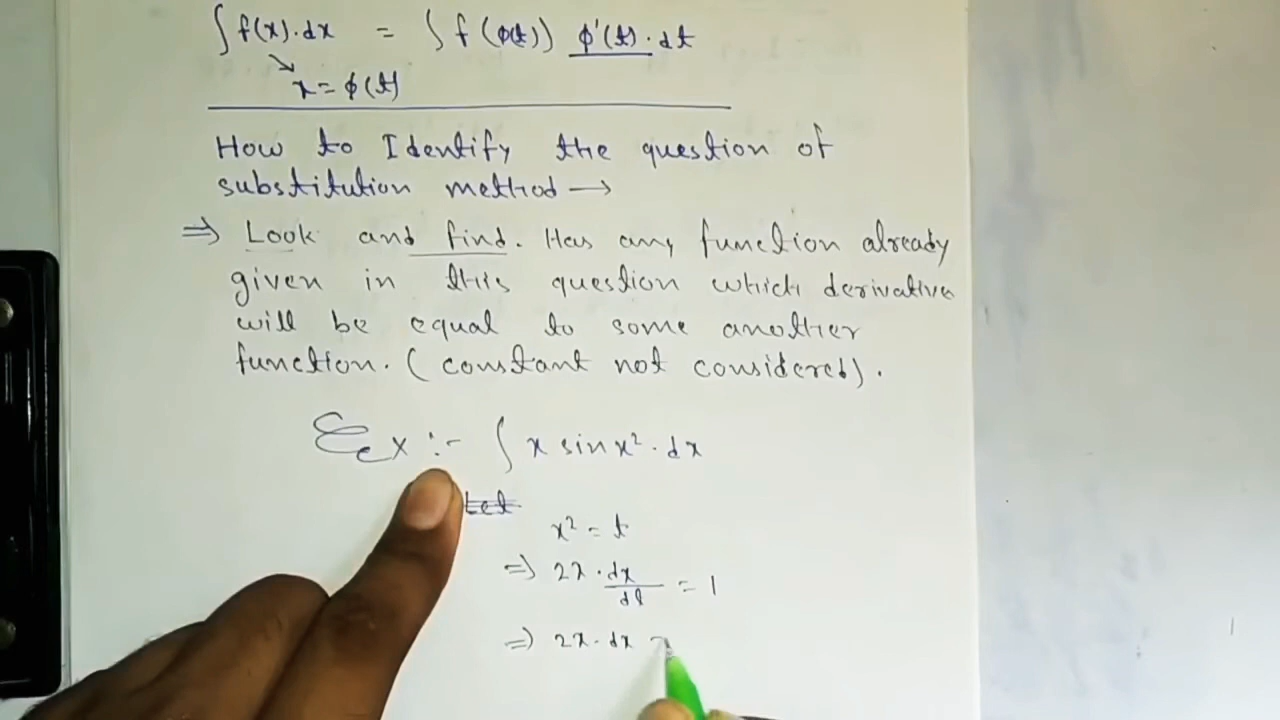 ∫ f(x)·dx = ∫ f(ϕ(t)) ϕ'(t)·dt
x = ϕ(t)
How to Identify the question of
substitution method →
⇒ Look and find. Has any function already
given in this question which derivative
will be equal to some another
function. (constant not considered).
Ex :- ∫ x sin x²·dx
Let
x² = t
⇒ 2x · dx/dt = 1
⇒ 2x·dx